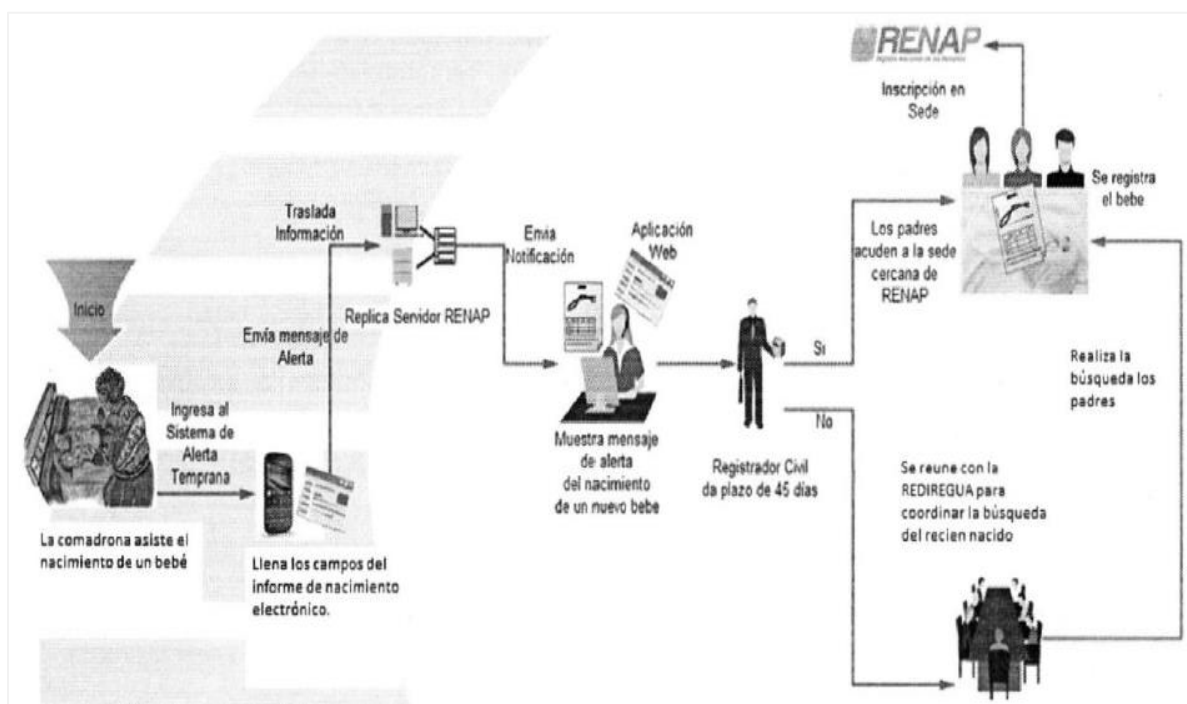 RENAP
Inscripción en
Sede
Se registra
el bebe
Los padres
acuden a la sede
cercana de
RENAP
Traslada
Información
Envia
Notificación
Aplicación
Web
Replica Servidor RENAP
Inicio
Envía mensaje de
Alerta
Si
No
Realiza la
búsqueda los
padres
Ingresa al
Sistema de
Alerta
Temprana
Muestra mensaje
de alerta
del nacimiento
de un nuevo bebe
Registrador Civil
da plazo de 45 días
Se reune con la
REDIREGUA para
coordinar la búsqueda
del recien nacido
La comadrona asiste el
nacimiento de un bebé
Llena los campos del
informe de nacimiento
electrónico.